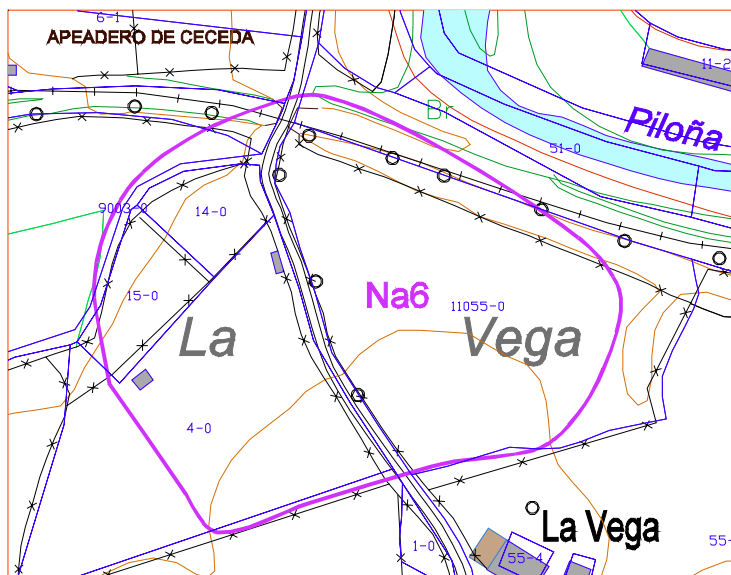 6-1
APEADERO DE CECEDA
11-2
Br
Piloña
51-0
9003-0
14-0
15-0
Na6
11055-0
La Vega
4-0
La Vega
1-0
55-4
55-